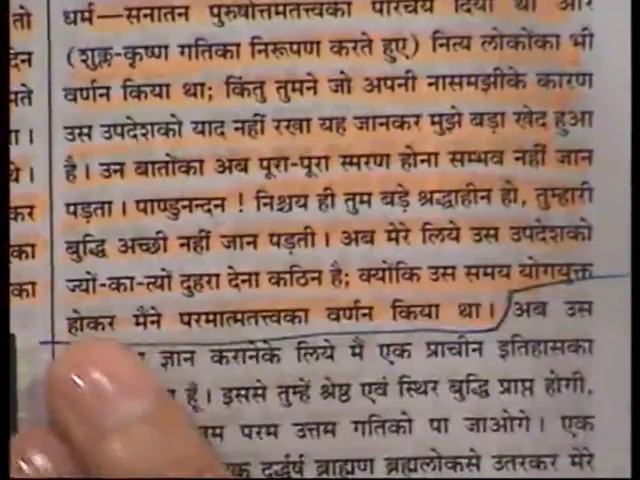 तो धर्म—सनातन पुरुषोत्तमतत्त्वका परिचय दिया था और
(शुक्ल-कृष्ण गतिका निरूपण करते हुए) नित्य लोकोंका भी
वर्णन किया था; किंतु तुमने जो अपनी नासमझीके कारण
उस उपदेशको याद नहीं रखा यह जानकर मुझे बड़ा खेद हुआ
है। उन बातोंका अब पूरा-पूरा स्मरण होना सम्भव नहीं जान
कर पड़ता। पाण्डुनन्दन! निश्चय ही तुम बड़े श्रद्धाहीन हो, तुम्हारी
का बुद्धि अच्छी नहीं जान पड़ती। अब मेरे लिये उस उपदेशको
का ज्यों-का-त्यों दुहरा देना कठिन है; क्योंकि उस समय योगयुक्त
होकर मैंने परमात्मतत्त्वका वर्णन किया था। अब उस
ज्ञान करानेके लिये मैं एक प्राचीन इतिहासका
हूँ। इससे तुम्हें श्रेष्ठ एवं स्थिर बुद्धि प्राप्त होगी,
परम उत्तम गतिको पा जाओगे। एक
दुर्द्धर्ष ब्राह्मण ब्रह्मलोकसे उतरकर मेरे